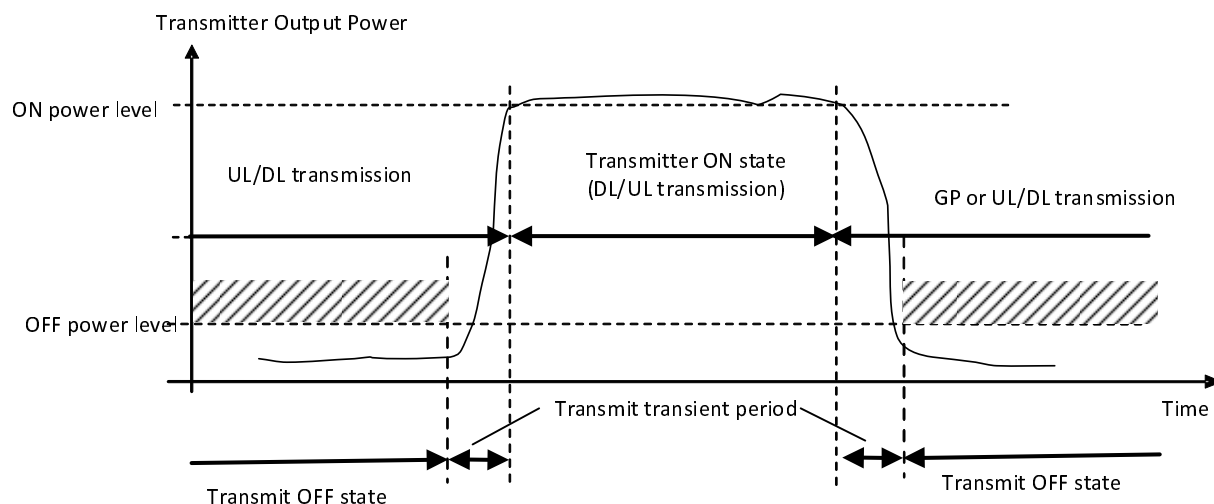 Transmitter Output Power
ON power level
UL/DL transmission
Transmitter ON state
(DL/UL transmission)
GP or UL/DL transmission
OFF power level
Transmit transient period
Time
Transmit OFF state
Transmit OFF state